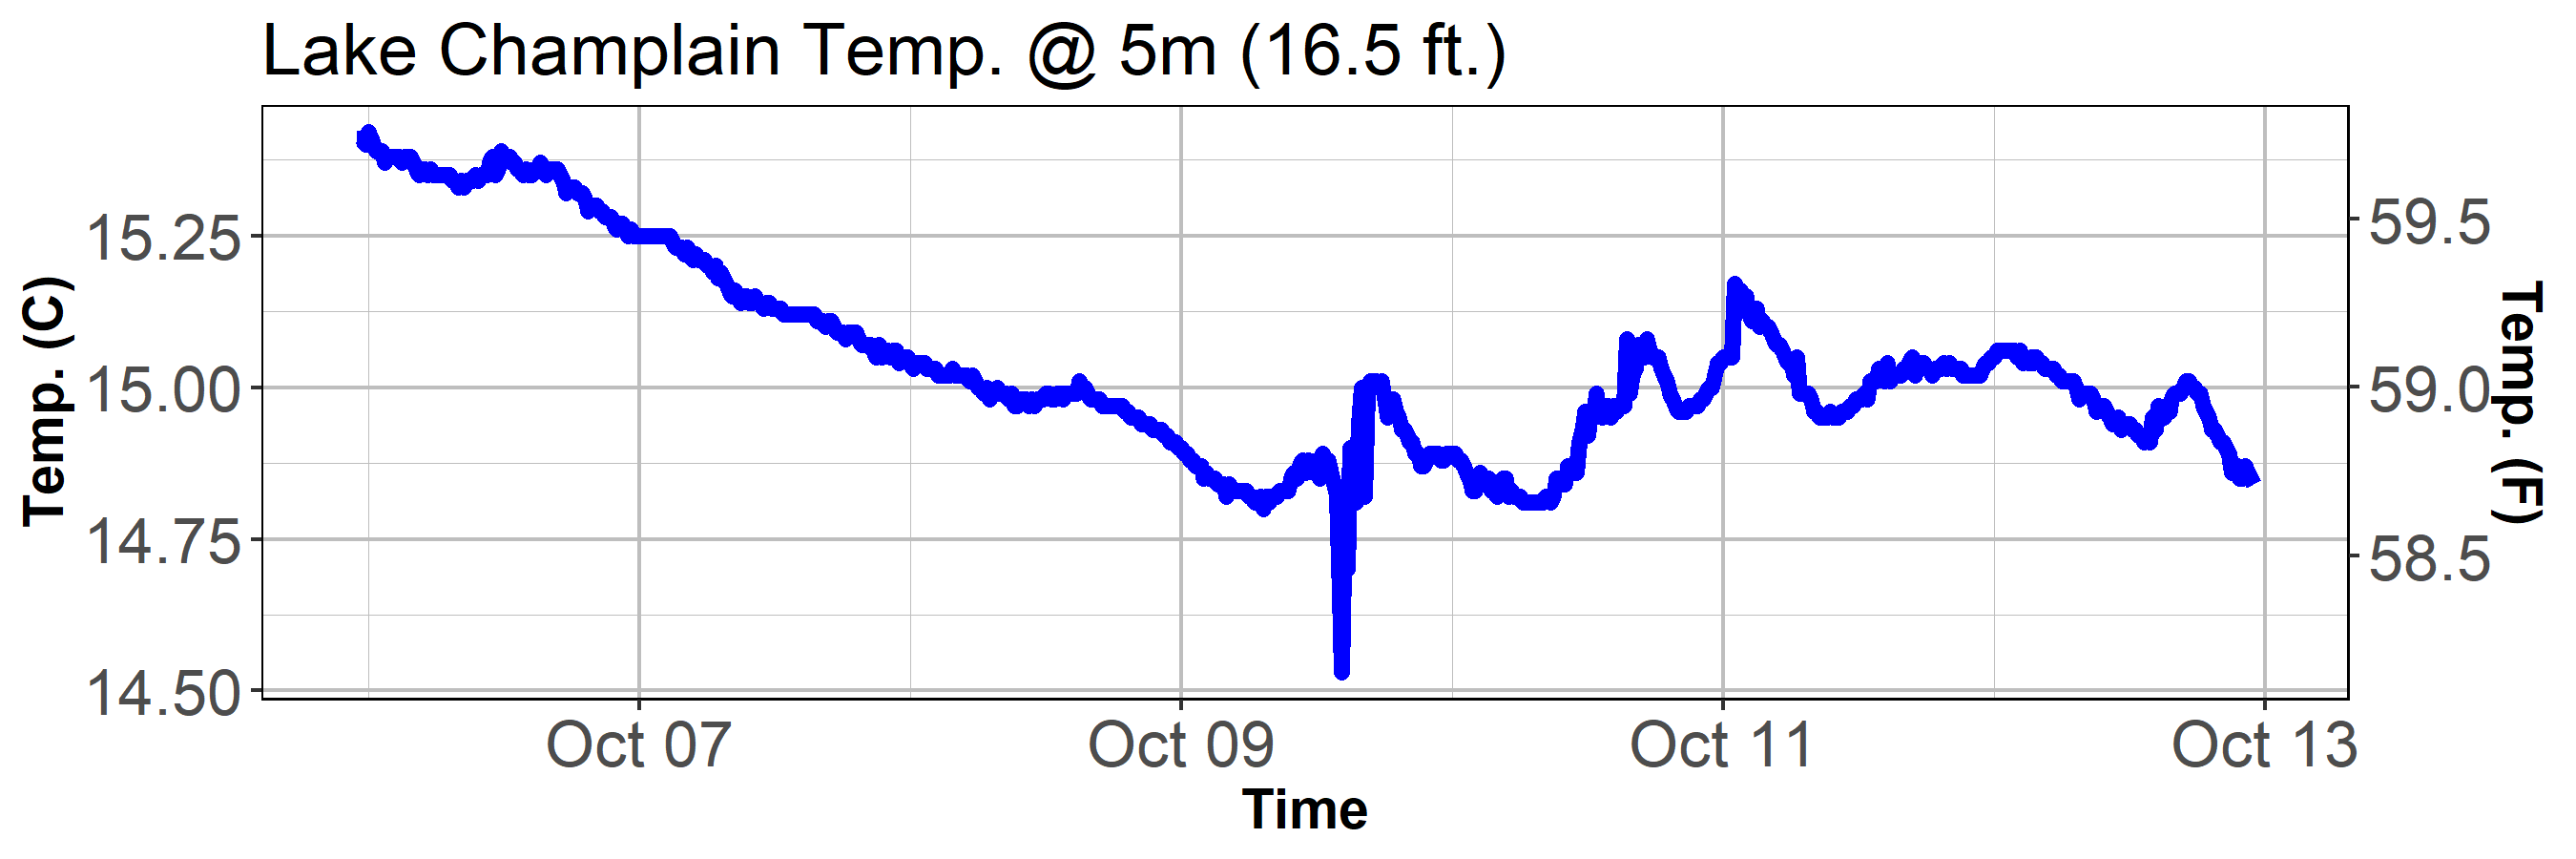 Lake Champlain Temp. @ 5m (16.5 ft.)
Temp. (C)
15.25
15.00
14.75
14.50
59.5
59.0
58.5
Temp. (F)
Oct 07
Oct 09
Oct 11
Oct 13
Time